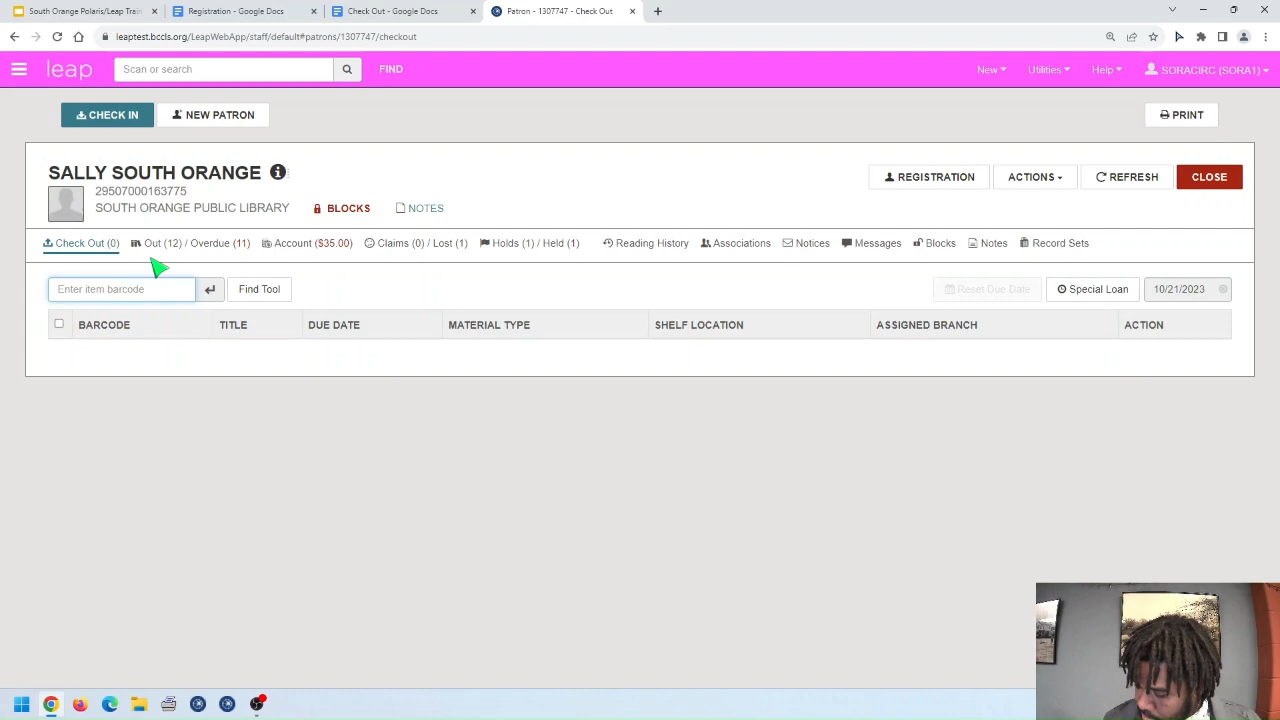 South Orange Polaris/Leap Train
Registration - Google Docs
Check Out - Google Docs
Patron - 1307747 - Check Out
leaptest.bccls.org/LeapWebApp/staff/default#patrons/1307747/checkout
leap
Scan or search
FIND
New
Utilities
Help
SORACIRC (SORA1)
CHECK IN
NEW PATRON
PRINT
SALLY SOUTH ORANGE
29507000163775
SOUTH ORANGE PUBLIC LIBRARY
BLOCKS
NOTES
REGISTRATION
ACTIONS
REFRESH
CLOSE
Check Out (0)
Out (12) / Overdue (11)
Account ($35.00)
Claims (0) / Lost (1)
Holds (1) / Held (1)
Reading History
Associations
Notices
Messages
Blocks
Notes
Record Sets
Enter item barcode
Find Tool
Reset Due Date
Special Loan
10/21/2023
BARCODE
TITLE
DUE DATE
MATERIAL TYPE
SHELF LOCATION
ASSIGNED BRANCH
ACTION